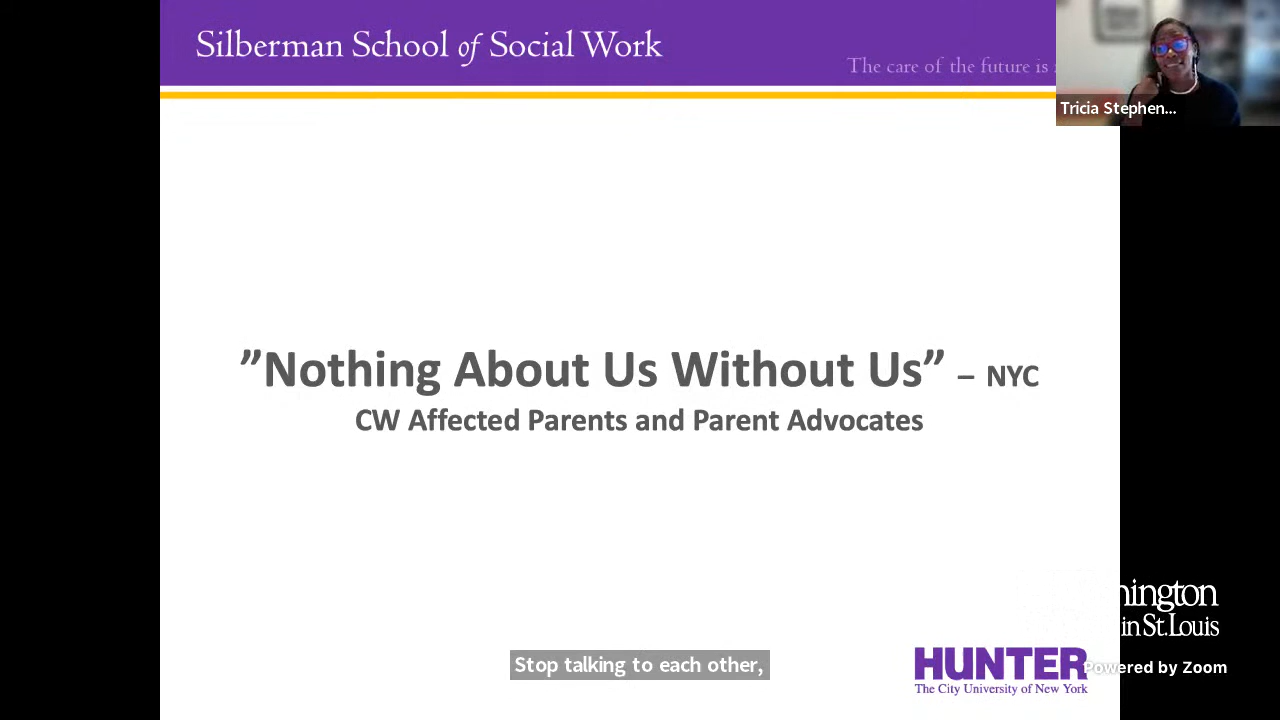 Silberman School of Social Work
The care of the future is
Tricia Stephen...
”Nothing About Us Without Us” – NYC
CW Affected Parents and Parent Advocates
in St. Louis
Stop talking to each other,
HUNTER
The City University of New York
Powered by Zoom